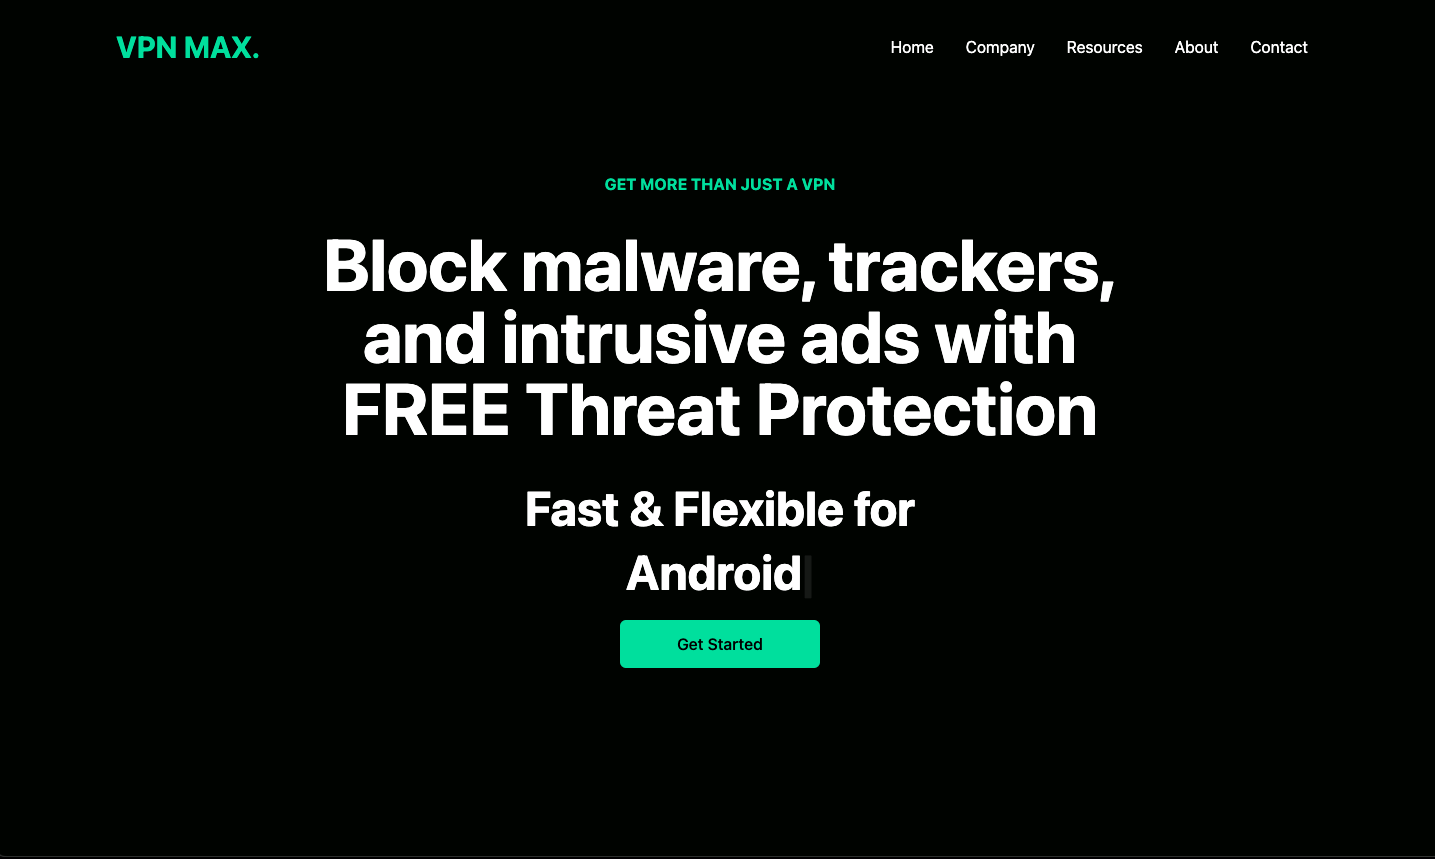 VPN MAX.
Home Company Resources About Contact
GET MORE THAN JUST A VPN
Block malware, trackers,
and intrusive ads with
FREE Threat Protection
Fast & Flexible for
Android
Get Started